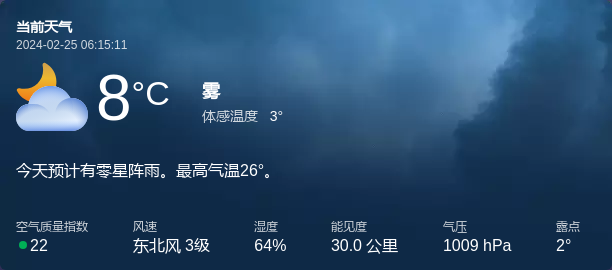 当前天气
2024-02-25 06:15:11
8°C
雾
体感温度 3°
今天预计有零星阵雨。最高气温26°。
空气质量指数 风速 湿度 能见度 气压 露点
22 东北风 3级 64% 30.0 公里 1009 hPa 2°